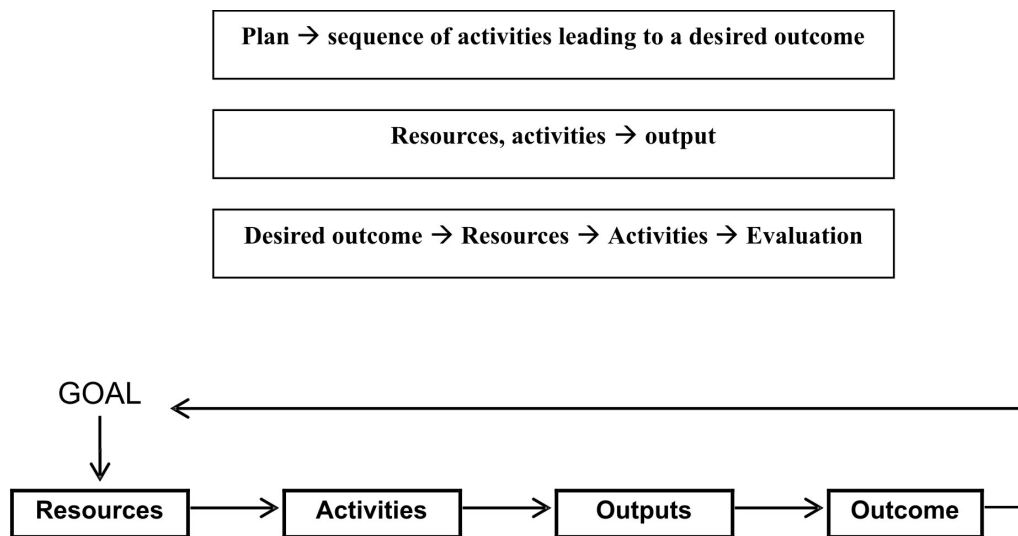 Plan → sequence of activities leading to a desired outcome
Resources, activities → output
Desired outcome → Resources → Activities → Evaluation
GOAL
Resources
Activities
Outputs
Outcome